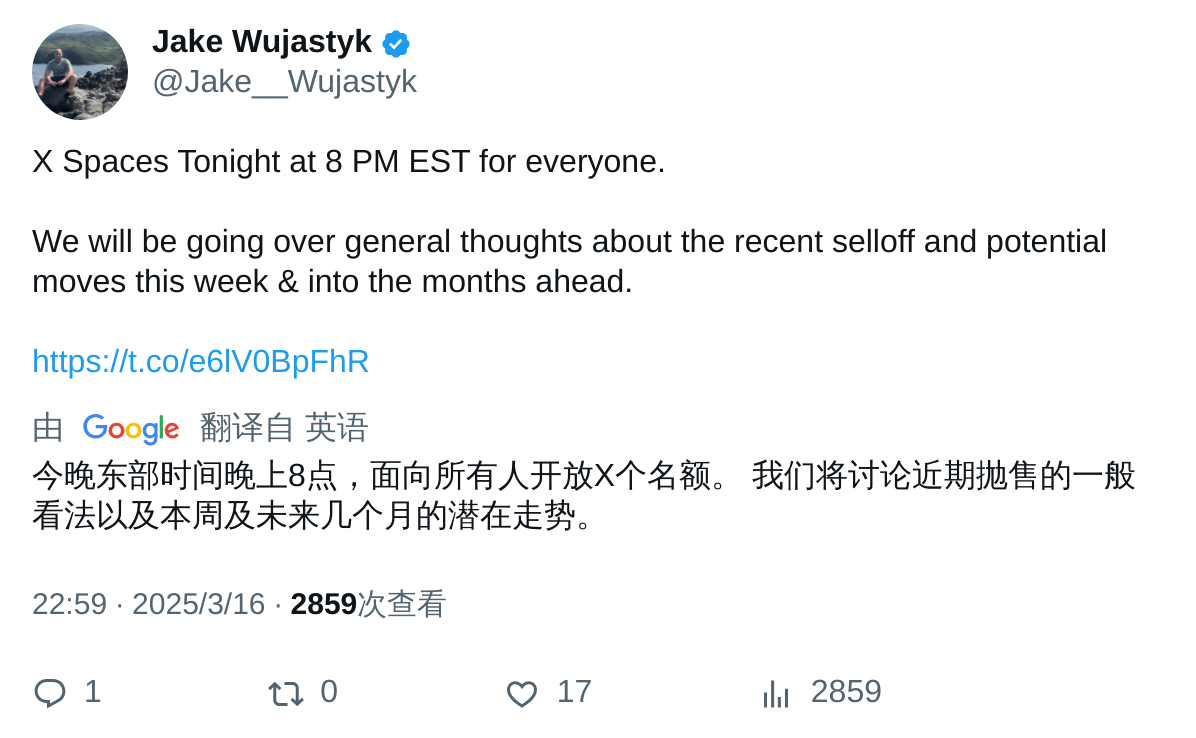 Jake Wujastyk
@Jake__Wujastyk
X Spaces Tonight at 8 PM EST for everyone.
We will be going over general thoughts about the recent selloff and potential
moves this week & into the months ahead.
https://t.co/e6lV0BpFhR
由 Google 翻译自 英语
今晚东部时间晚上8点，面向所有人开放X个名额。 我们将讨论近期抛售的一般
看法以及本周及未来几个月的潜在走势。
22:59 · 2025/3/16 · 2859次查看
1 0 17 2859